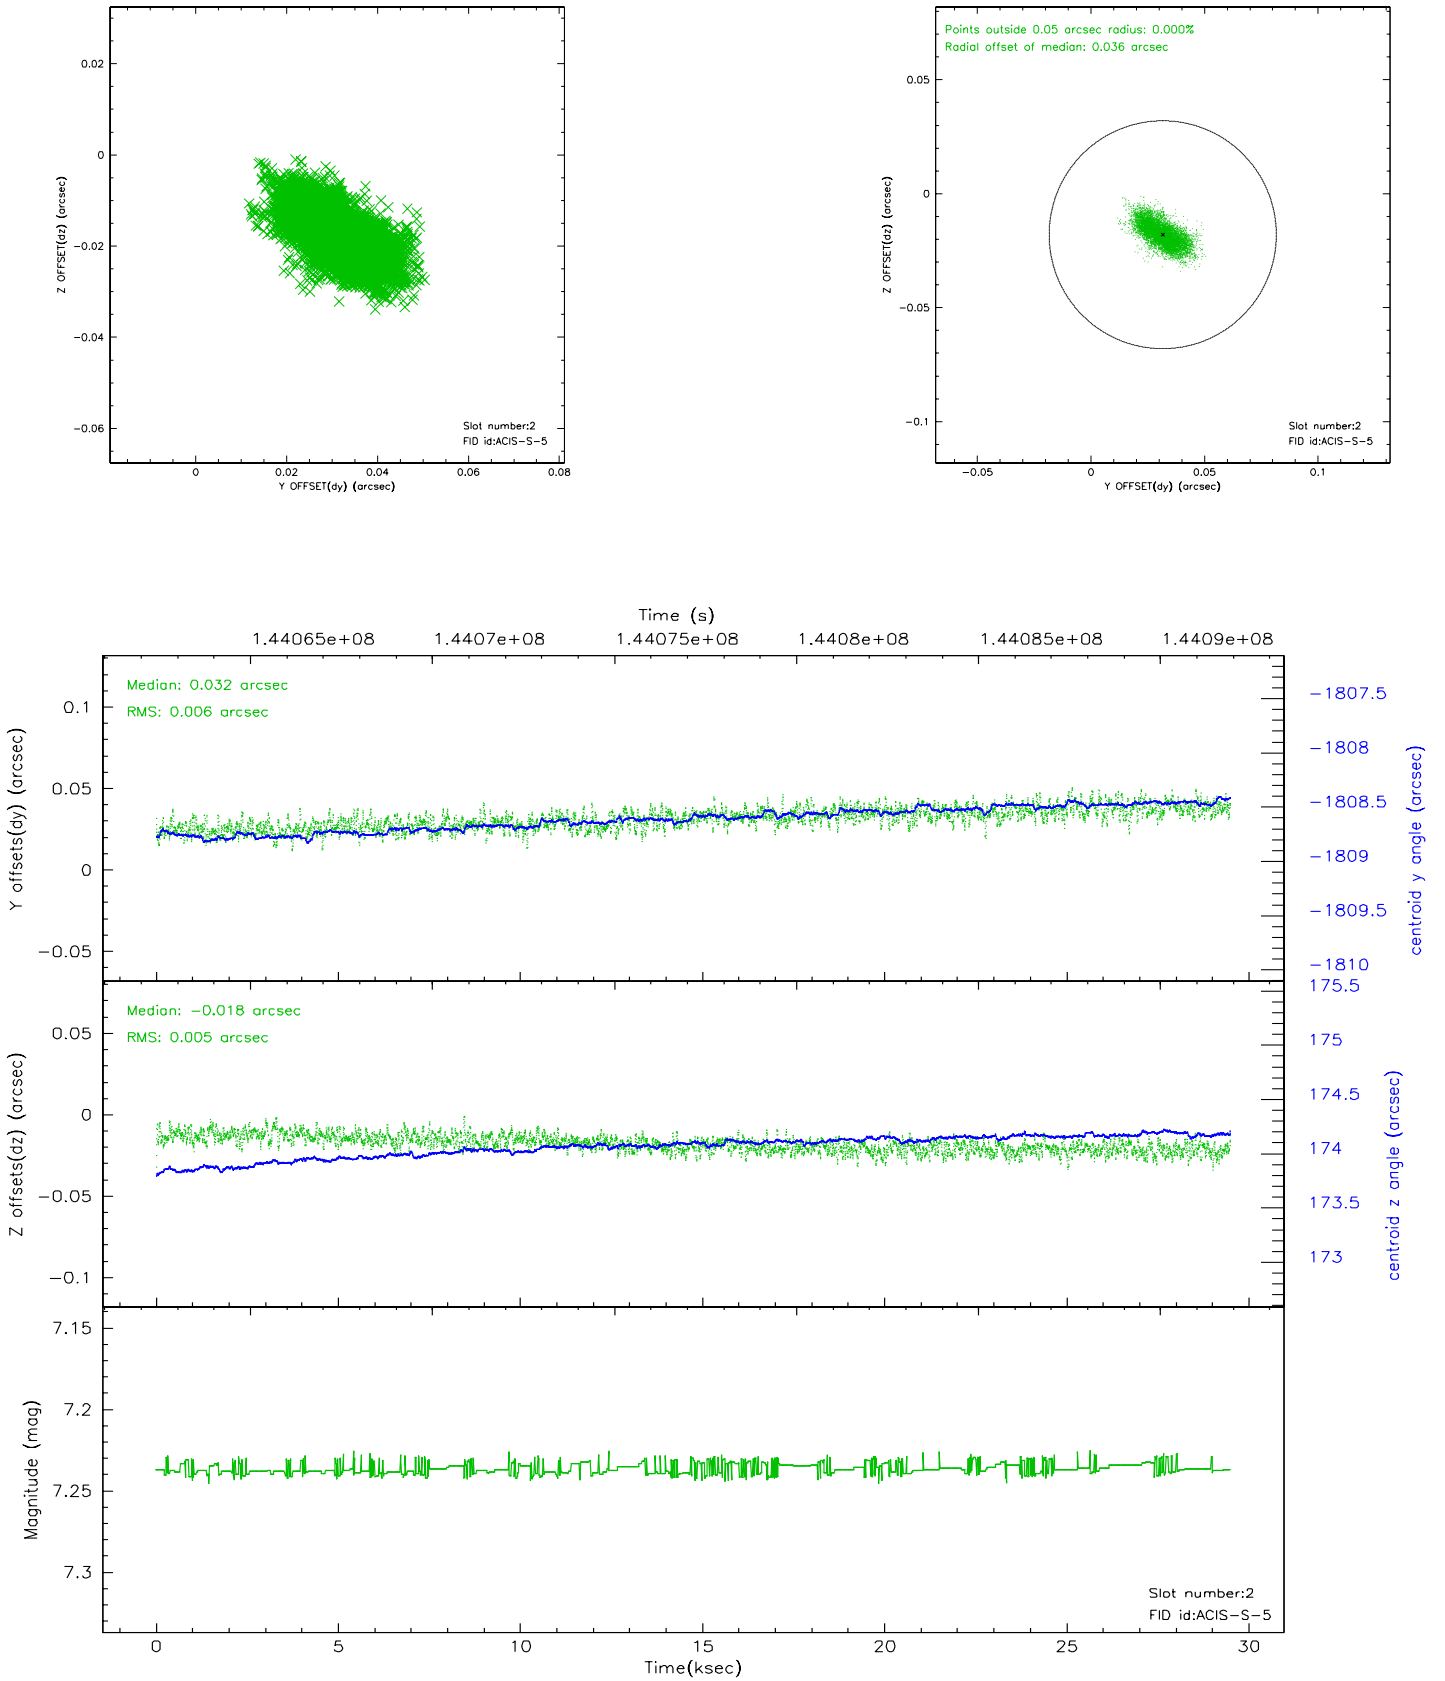 0.02
0
−0.02
−0.04
−0.06
Z OFFSET(dz) (arcsec)
0
0.02
0.04
0.06
0.08
Y OFFSET(dy) (arcsec)
Slot number:2
FID id:ACIS−S−5
Points outside 0.05 arcsec radius: 0.000%
Radial offset of median: 0.036 arcsec
0.05
0
−0.05
−0.1
Z OFFSET(dz) (arcsec)
−0.05
0
0.05
0.1
Y OFFSET(dy) (arcsec)
Slot number:2
FID id:ACIS−S−5
Time (s)
1.44065e+08
1.4407e+08
1.44075e+08
1.4408e+08
1.44085e+08
1.4409e+08
Median: 0.032 arcsec
RMS: 0.006 arcsec
0.1
0.05
0
−0.05
Y offsets(dy) (arcsec)
−1807.5
−1808
−1808.5
−1809
−1809.5
−1810
centroid y angle (arcsec)
Median: −0.018 arcsec
RMS: 0.005 arcsec
0.05
0
−0.05
−0.1
Z offsets(dz) (arcsec)
175.5
175
174.5
174
173.5
173
centroid z angle (arcsec)
7.15
7.2
7.25
7.3
Magnitude (mag)
Slot number:2
FID id:ACIS−S−5
0
5
10
15
20
25
30
Time(ksec)